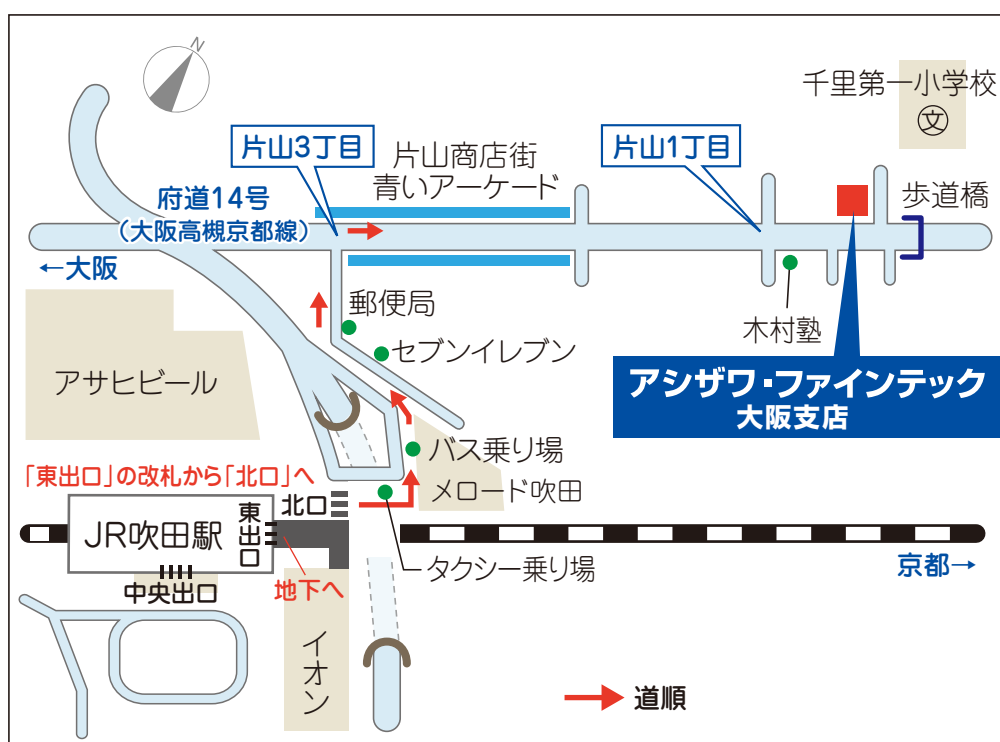 N
千里第一小学校
文
片山3丁目
片山商店街
青いアーケード
片山1丁目
歩道橋
府道14号
(大阪高槻京都線)
←大阪
郵便局
セブンイレブン
木村塾
アサヒビール
アシザワ・ファインテック
大阪支店
バス乗り場
メロード吹田
「東出口」の改札から「北口」へ
北口
JR吹田駅
東出口
タクシー乗り場
京都→
地下へ
中央出口
イオン
道順